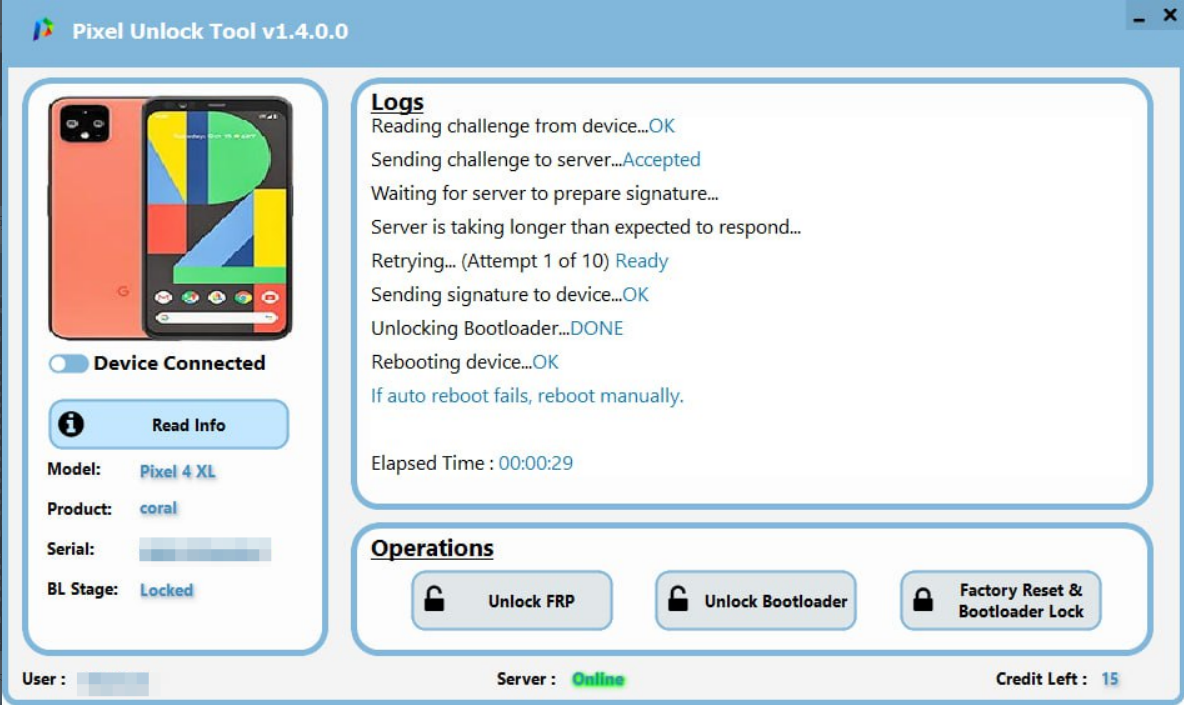 Pixel Unlock Tool v1.4.0.0
Device Connected
Read Info
Model: Pixel 4 XL
Product: coral
Serial:
BL Stage: Locked
Logs
Reading challenge from device...OK
Sending challenge to server...Accepted
Waiting for server to prepare signature...
Server is taking longer than expected to respond...
Retrying... (Attempt 1 of 10) Ready
Sending signature to device...OK
Unlocking Bootloader...DONE
Rebooting device...OK
If auto reboot fails, reboot manually.
Elapsed Time : 00:00:29
Operations
Unlock FRP
Unlock Bootloader
Factory Reset &
Bootloader Lock
User :
Server : Online
Credit Left : 15